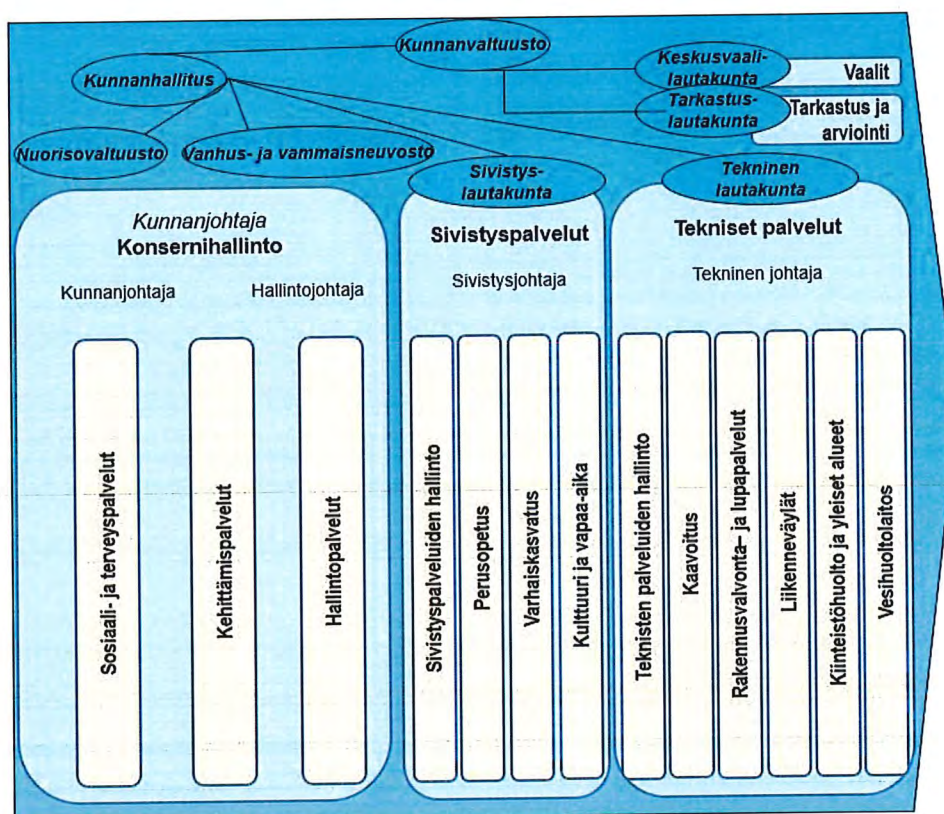 Kunnanvaltuusto
Keskusvaali-
lautakunta
Vaalit
Kunnanhallitus
Tarkastus-
lautakunta
Tarkastus ja
arviointi
Nuorisovaltuusto
Vanhus- ja vammaisneuvosto
Sivistys-
lautakunta
Tekninen
lautakunta
Kunnanjohtaja
Konsernihallinto
Kunnanjohtaja
Hallintojohtaja
Sosiaali- ja terveyspalvelut
Kehittämispalvelut
Hallintopalvelut
Sivistyspalvelut
Sivistysjohtaja
Sivistyspalveluiden hallinto
Perusopetus
Varhaiskasvatus
Kulttuuri ja vapaa-aika
Tekniset palvelut
Tekninen johtaja
Teknisten palveluiden hallinto
Kaavoitus
Rakennusvalvonta– ja lupapalvelut
Liikenneväylät
Kiinteistöhuolto ja yleiset alueet
Vesihuoltolaitos